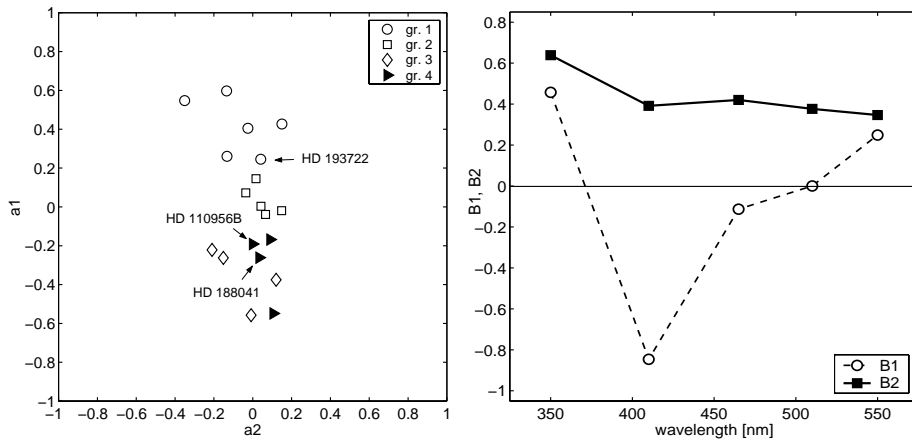 1
0.8
0.6
0.4
0.2
0
−0.2
−0.4
−0.6
−0.8
−1
a1
−1 −0.8 −0.6 −0.4 −0.2 0 0.2 0.4 0.6 0.8 1
a2
gr. 1
gr. 2
gr. 3
gr. 4
HD 193722
HD 110956B
HD 188041
0.8
0.6
0.4
0.2
0
−0.2
−0.4
−0.6
−0.8
−1
B1, B2
350 400 450 500 550
wavelength [nm]
B1
B2